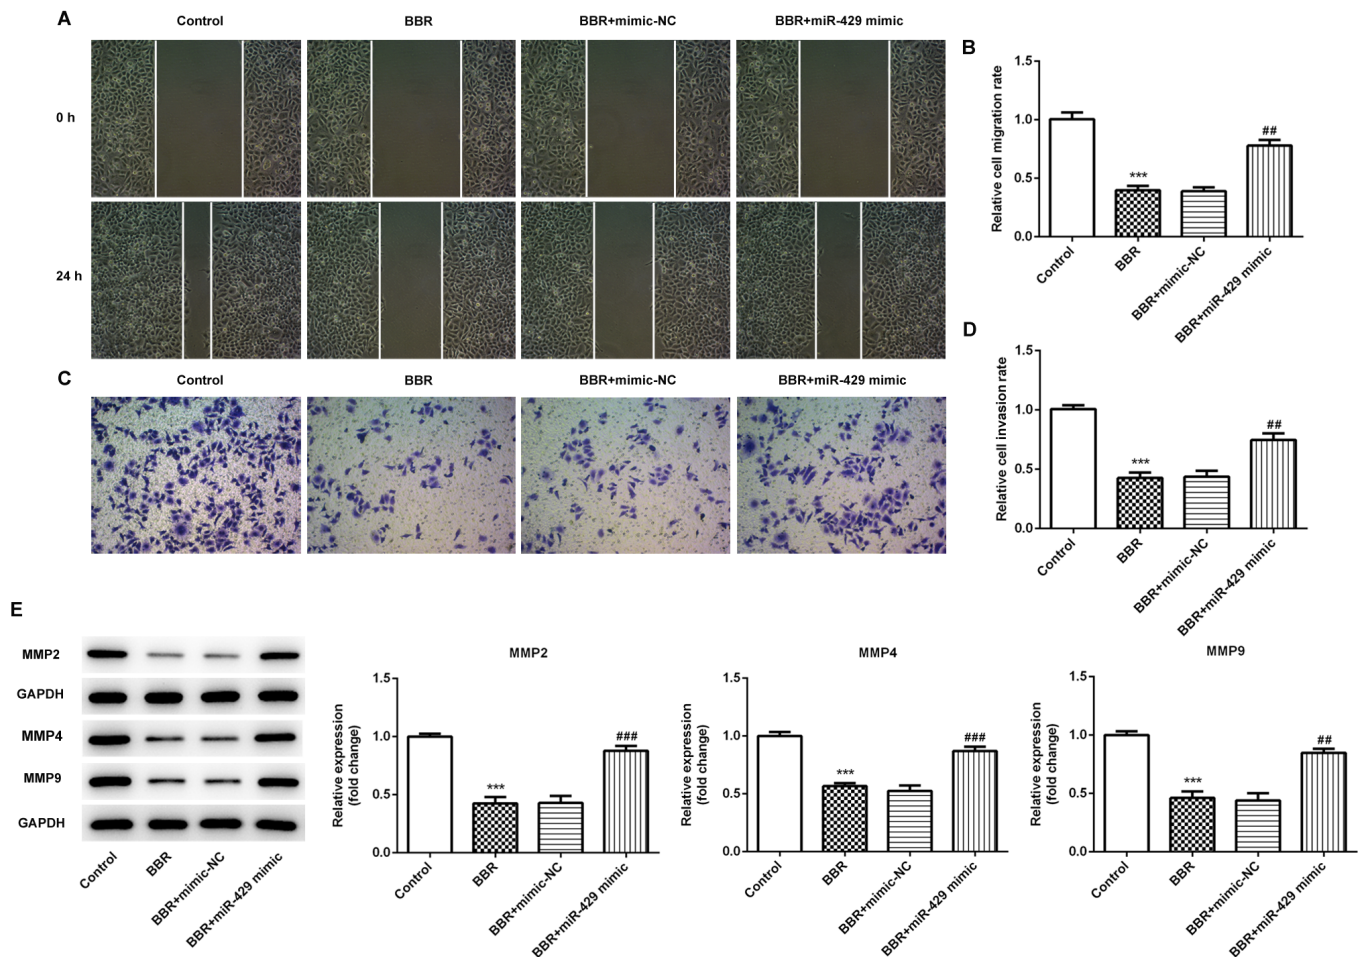 A
Control
BBR
BBR+mimic-NC
BBR+miR-429 mimic
0 h
24 h
B
Relative cell migration rate
1.5
1.0
0.5
0.0
***
##
Control
BBR
BBR+mimic-NC
BBR+miR-429 mimic
C
Control
BBR
BBR+mimic-NC
BBR+miR-429 mimic
D
Relative cell invasion rate
1.5
1.0
0.5
0.0
***
##
Control
BBR
BBR+mimic-NC
BBR+miR-429 mimic
E
MMP2
GAPDH
MMP4
MMP9
GAPDH
Control
BBR
BBR+mimic-NC
BBR+miR-429 mimic
MMP2
Relative expression
(fold change)
1.5
1.0
0.5
0.0
***
###
Control
BBR
BBR+mimic-NC
BBR+miR-429 mimic
MMP4
Relative expression
(fold change)
1.5
1.0
0.5
0.0
***
###
Control
BBR
BBR+mimic-NC
BBR+miR-429 mimic
MMP9
Relative expression
(fold change)
1.5
1.0
0.5
0.0
***
##
Control
BBR
BBR+mimic-NC
BBR+miR-429 mimic